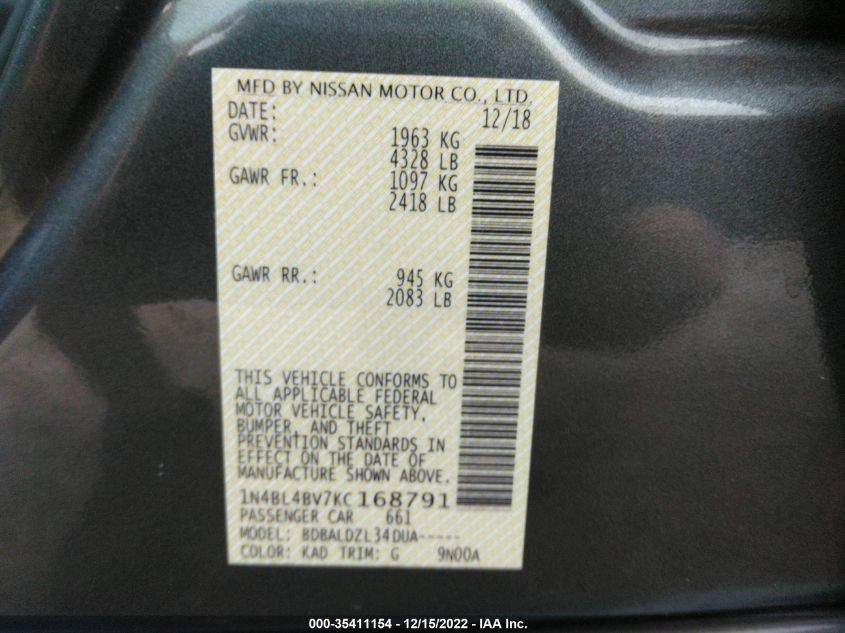 MFD BY NISSAN MOTOR CO., LTD.
DATE: 12/18
GVWR: 1963 KG
4328 LB
GAWR FR.: 1097 KG
2418 LB
GAWR RR.: 945 KG
2083 LB
THIS VEHICLE CONFORMS TO
ALL APPLICABLE FEDERAL
MOTOR VEHICLE SAFETY,
BUMPER, AND THEFT
PREVENTION STANDARDS IN
EFFECT ON THE DATE OF
MANUFACTURE SHOWN ABOVE.
1N4BL4BV7KC168791
PASSENGER CAR 661
MODEL: BDBALDZL34DUA-----
COLOR: KAD TRIM: G 9N00A
000-35411154 - 12/15/2022 - IAA Inc.